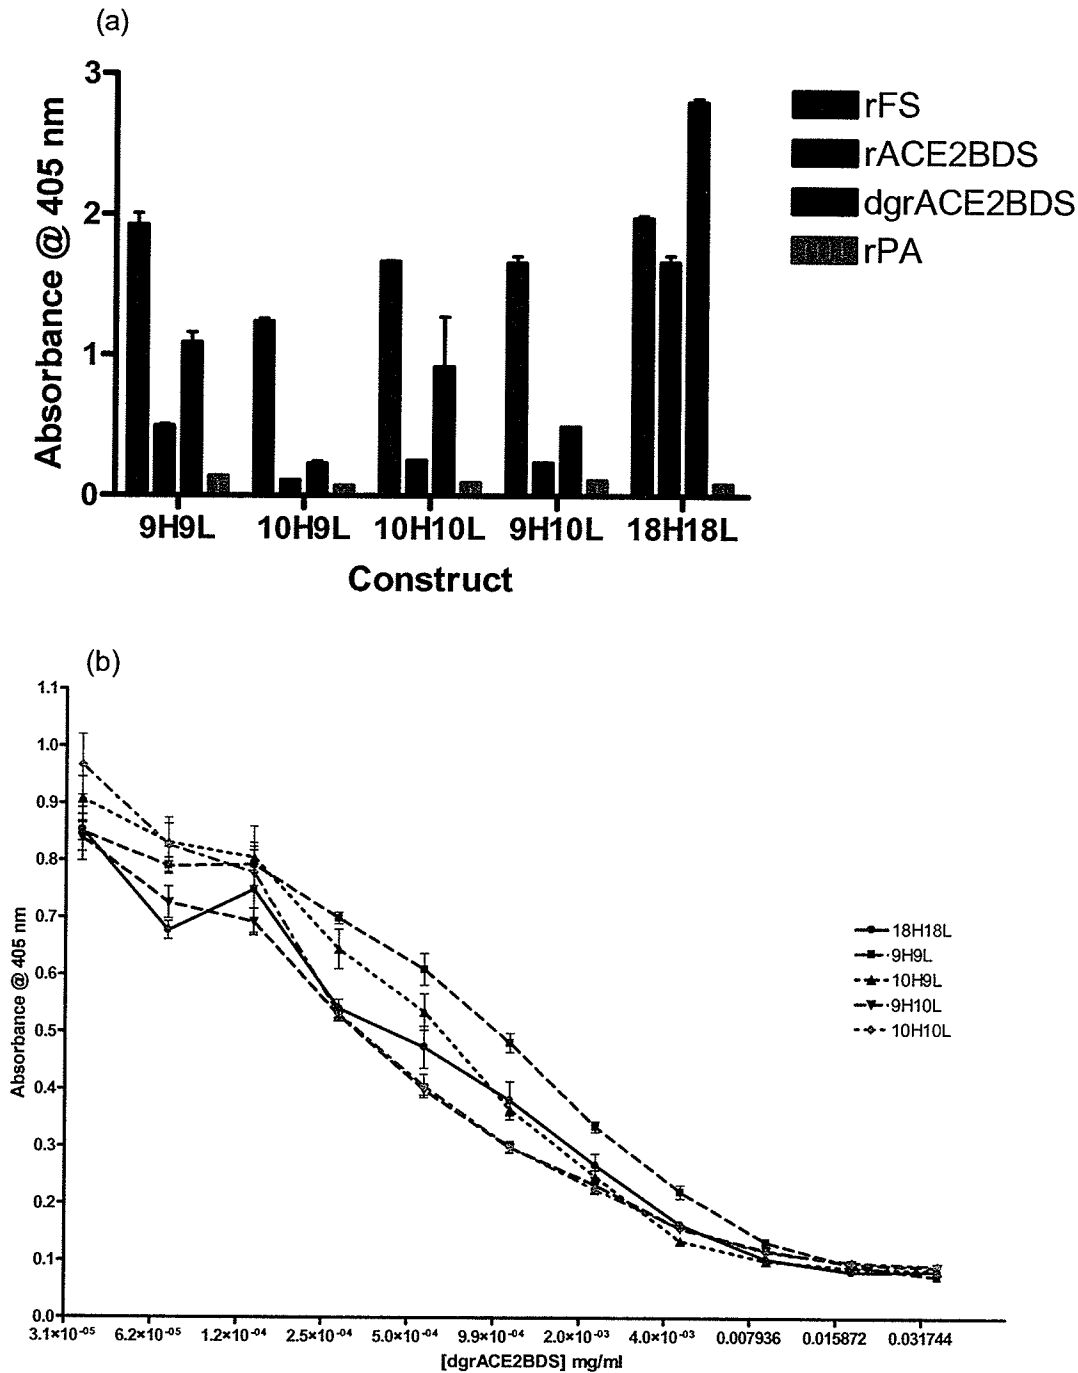 (a)
3
2
1
0
Absorbance @ 405 nm
rFS
rACE2BDS
dgrACE2BDS
rPA
9H9L 10H9L 10H10L 9H10L 18H18L
Construct
(b)
1.1
1.0
0.9
0.8
0.7
0.6
0.5
0.4
0.3
0.2
0.1
0.0
Absorbance @ 405 nm
18H18L
9H9L
10H9L
9H10L
10H10L
3.1×10⁻⁰⁵ 6.2×10⁻⁰⁵ 1.2×10⁻⁰⁴ 2.5×10⁻⁰⁴ 5.0×10⁻⁰⁴ 9.9×10⁻⁰⁴ 2.0×10⁻⁰³ 4.0×10⁻⁰³ 0.007936 0.015872 0.031744
[dgrACE2BDS] mg/ml